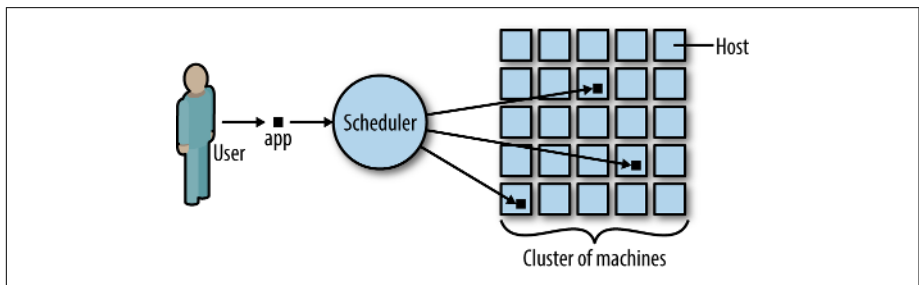 Host
Scheduler
app
User
Cluster of machines